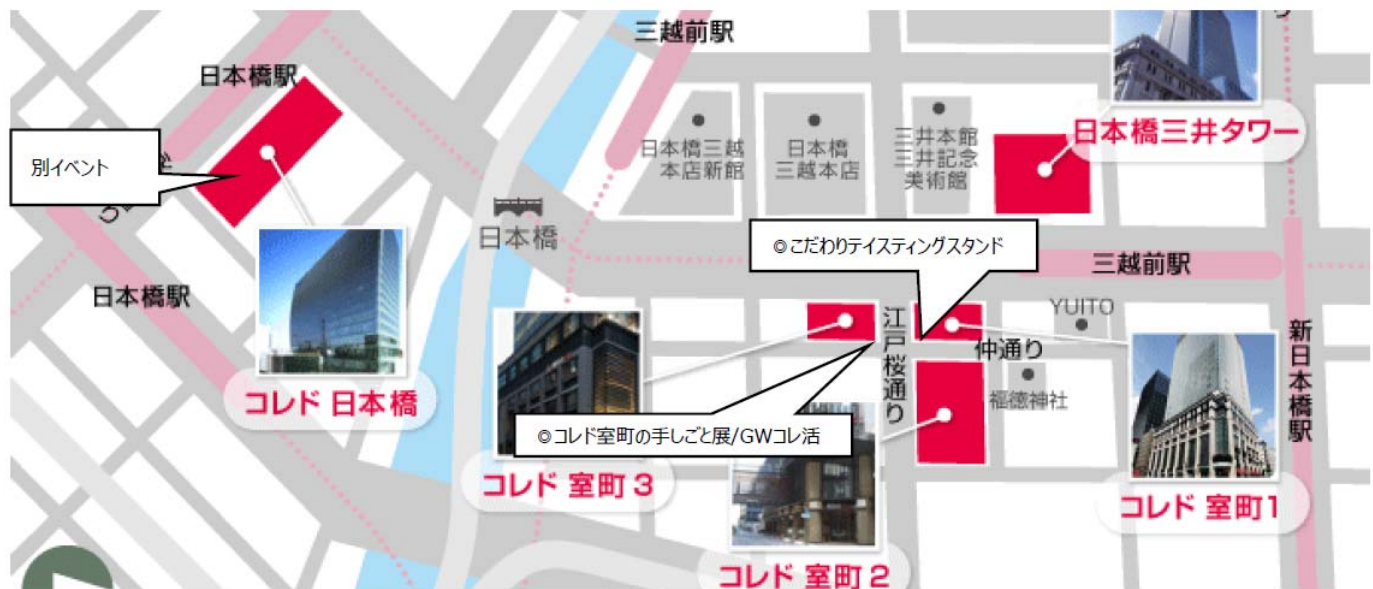 三越前駅
日本橋駅
日本橋三井タワー
別イベント
日本橋三越
本店新館
日本橋
三越本店
三井本館
三井記念
美術館
日本橋
◎こだわりテイスティングスタンド
三越前駅
日本橋駅
YUITO
江戸桜通り
仲通り
新日本橋駅
福徳神社
コレド 日本橋
◎コレド室町の手しごと展/GWコレ活
コレド 室町3
コレド 室町1
コレド 室町2